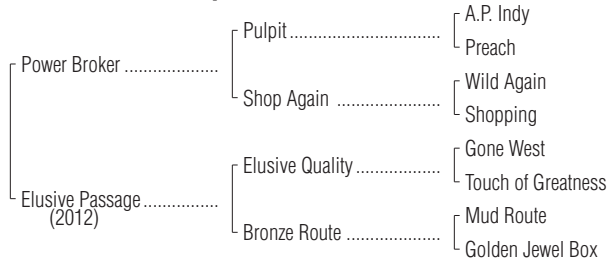 A.P. Indy
Pulpit..................................
Preach
Power Broker ....................
Wild Again
Shop Again ......................
Shopping
Gone West
Elusive Quality..................
Touch of Greatness
Elusive Passage................
(2012)
Mud Route
Bronze Route ....................
Golden Jewel Box